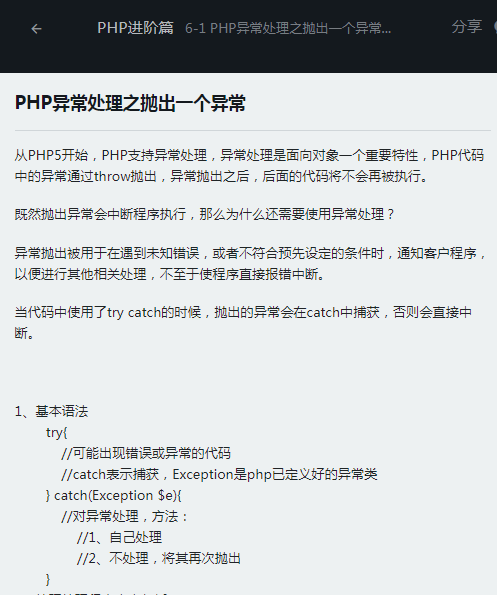 ← PHP进阶篇 6-1 PHP异常处理之抛出一个异常... 分享
PHP异常处理之抛出一个异常
从PHP5开始，PHP支持异常处理，异常处理是面向对象一个重要特性，PHP代码
中的异常通过throw抛出，异常抛出之后，后面的代码将不会再被执行。
既然抛出异常会中断程序执行，那么为什么还需要使用异常处理？
异常抛出被用于在遇到未知错误，或者不符合预先设定的条件时，通知客户程序，
以便进行其他相关处理，不至于使程序直接报错中断。
当代码中使用了try catch的时候，抛出的异常会在catch中捕获，否则会直接中
断。
1、基本语法
try{
//可能出现错误或异常的代码
//catch表示捕获，Exception是php已定义好的异常类
} catch(Exception $e){
//对异常处理，方法：
//1、自己处理
//2、不处理，将其再次抛出
}